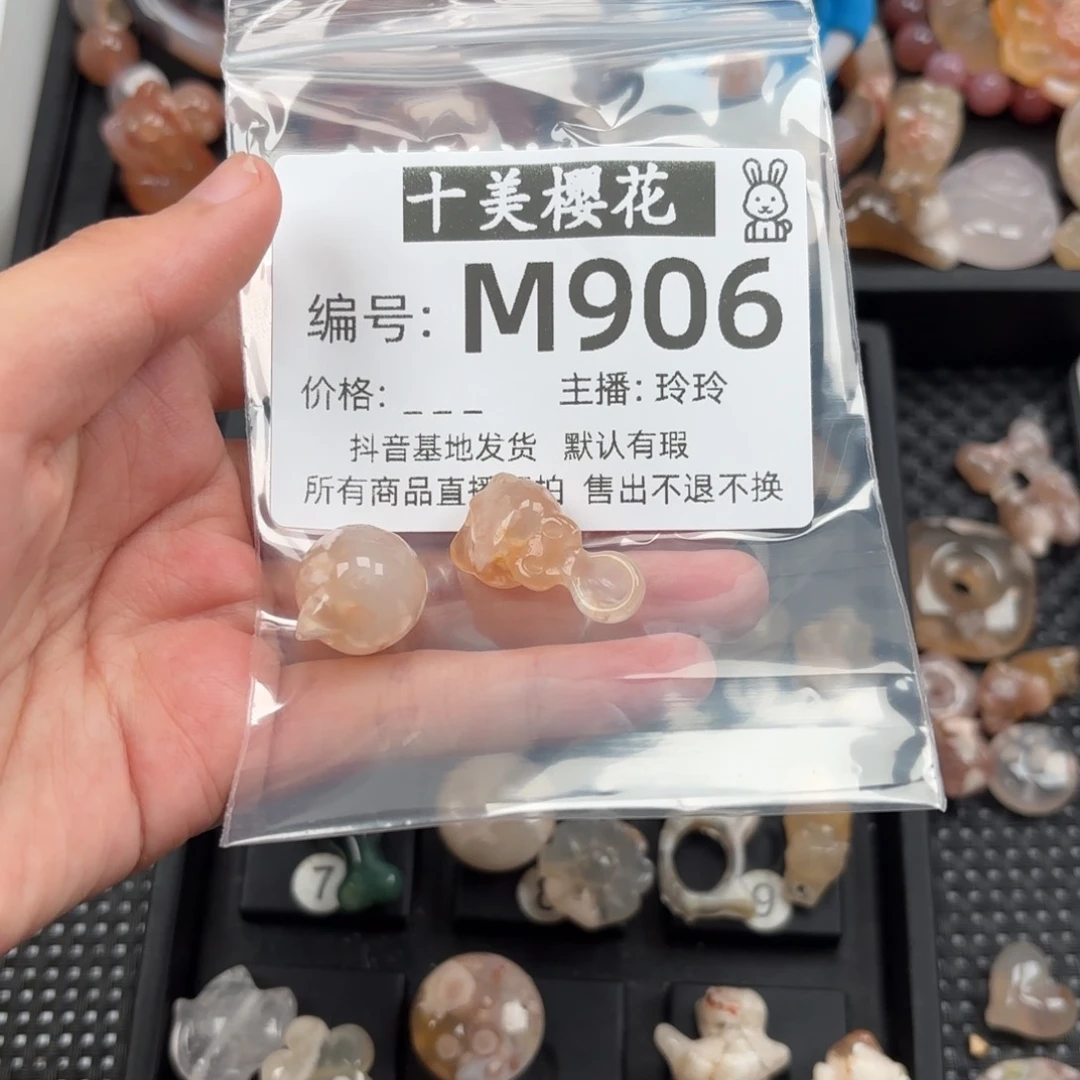 十美樱花
编号: M906
价格: _ _ _ 主播: 玲玲
抖音基地发货 默认有瑕
所有商品直播 拍 售出不退不换
7
8
9